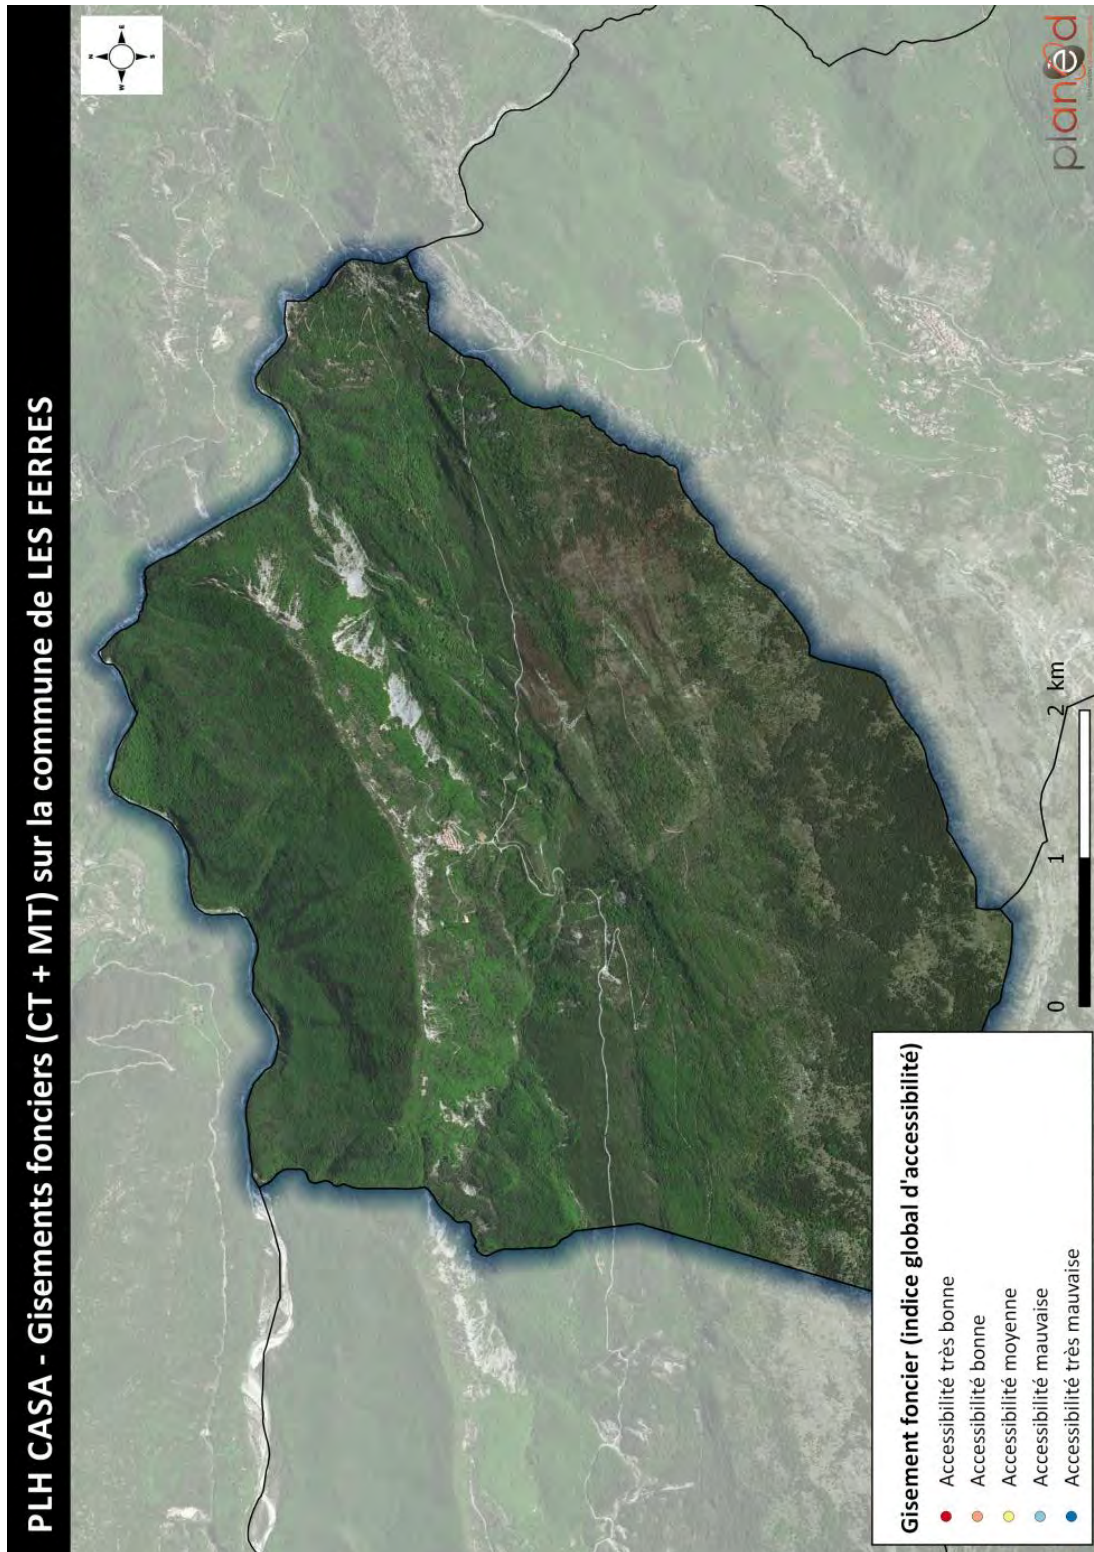 PLH CASA - Gisements fonciers (CT + MT) sur la commune de LES FERRES
N
E
S
W
planèd
0 1 2 km
Gisement foncier (indice global d'accessibilité)
Accessibilité très bonne
Accessibilité bonne
Accessibilité moyenne
Accessibilité mauvaise
Accessibilité très mauvaise